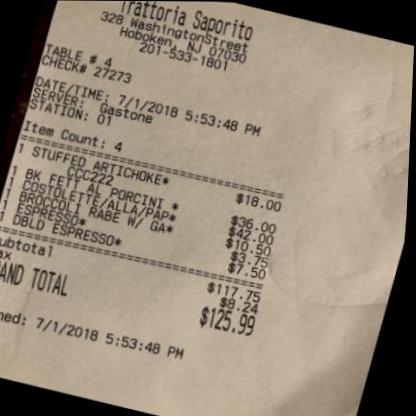 Trattoria Saporito
328 WashingtonStreet
Hoboken, NJ 07030
201-533-1801
TABLE # 4
CHECK# 27273
DATE/TIME: 7/1/2018 5:53:48 PM
SERVER: Gastone
STATION: 01
Item Count: 4
1 STUFFED ARTICHOKE* $18.00
CCC222
1 BK FETT AL PORCINI * $36.00
1 COSTOLETTE/ALLA/PAP* $42.00
1 BROCCOLI RABE W/ GA* $10.50
1 ESPRESSO* $3.75
1 DBLD ESPRESSO* $7.50
ubtotal $117.75
ax $8.24
AND TOTAL $125.99
ned: 7/1/2018 5:53:48 PM